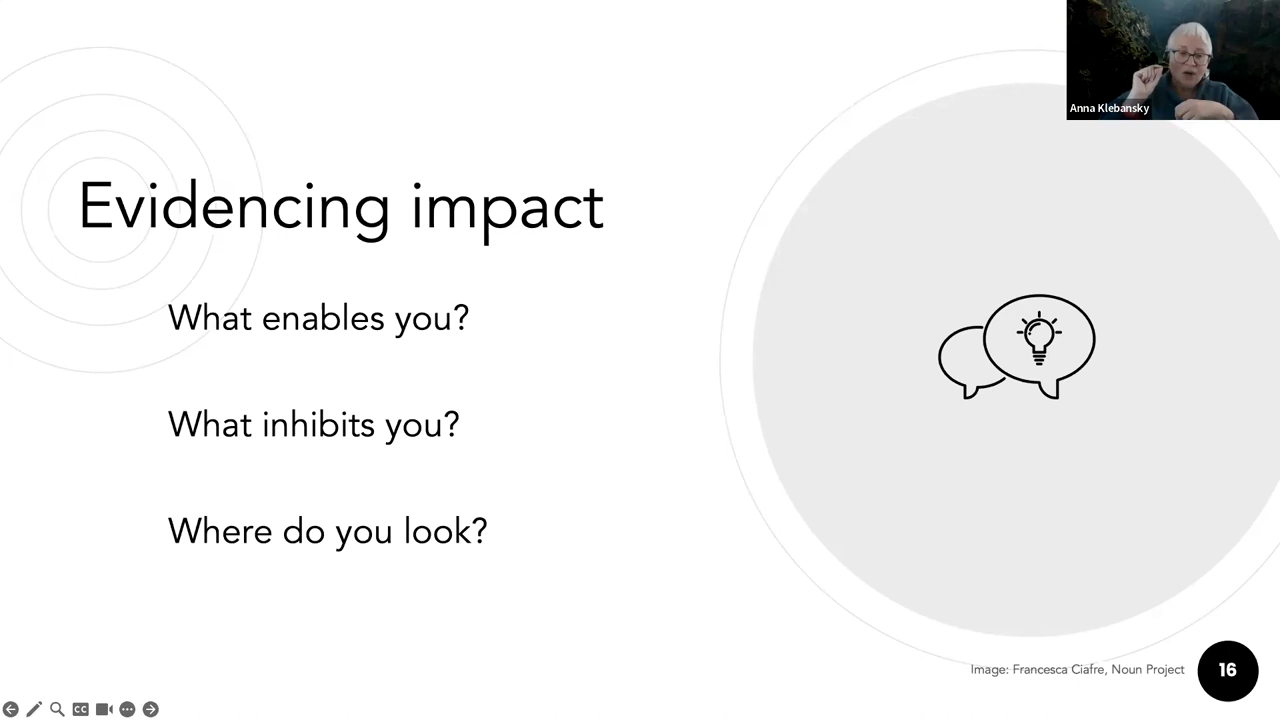 Anna Klebansky
Evidencing impact
What enables you?
What inhibits you?
Where do you look?
Image: Francesca Ciafre, Noun Project
16
CC